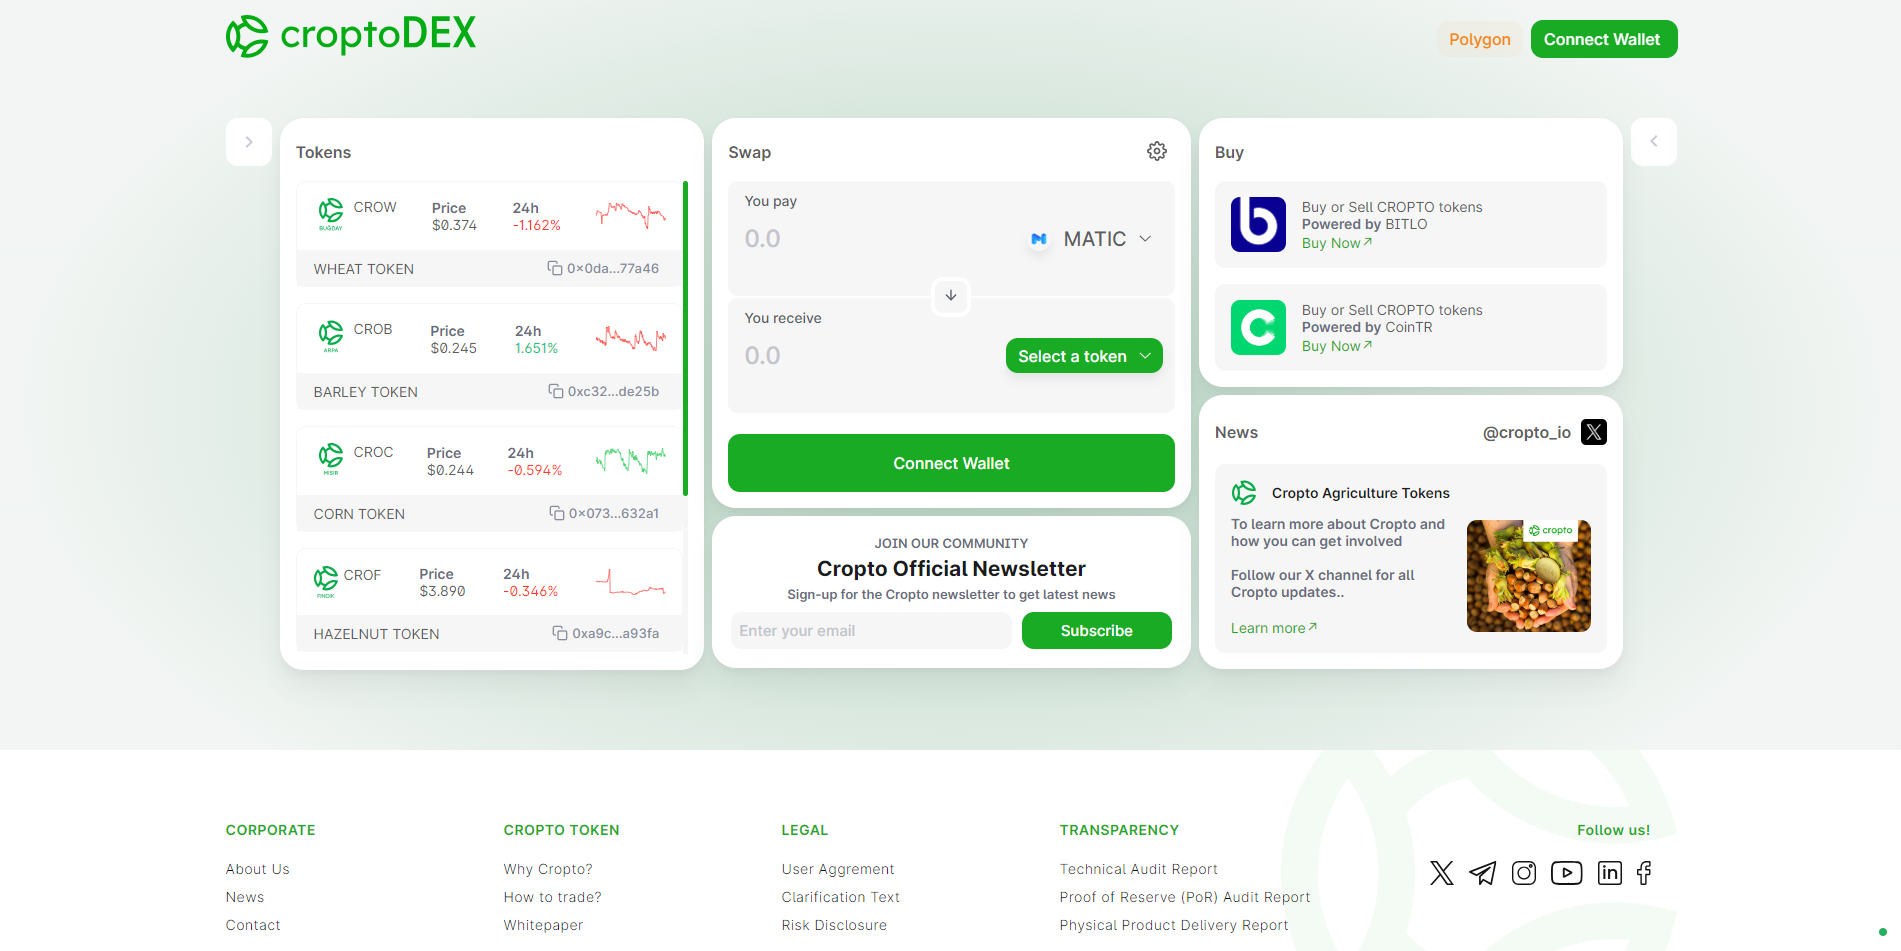 croptoDEX
Polygon
Connect Wallet
Tokens
BUĞDAY
CROW
Price
$0.374
24h
-1.162%
WHEAT TOKEN
0x0da...77a46
ARPA
CROB
Price
$0.245
24h
1.651%
BARLEY TOKEN
0xc32...de25b
MISIR
CROC
Price
$0.244
24h
-0.594%
CORN TOKEN
0x073...632a1
FINDIK
CROF
Price
$3.890
24h
-0.346%
HAZELNUT TOKEN
0xa9c...a93fa
Swap
You pay
0.0
MATIC
You receive
0.0
Select a token
Connect Wallet
JOIN OUR COMMUNITY
Cropto Official Newsletter
Sign-up for the Cropto newsletter to get latest news
Enter your email
Subscribe
Buy
Buy or Sell CROPTO tokens
Powered by BITLO
Buy Now
Buy or Sell CROPTO tokens
Powered by CoinTR
Buy Now
News
@cropto_io
Cropto Agriculture Tokens
To learn more about Cropto and
how you can get involved
Follow our X channel for all
Cropto updates..
Learn more
cropto
CORPORATE
About Us
News
Contact
CROPTO TOKEN
Why Cropto?
How to trade?
Whitepaper
LEGAL
User Aggrement
Clarification Text
Risk Disclosure
TRANSPARENCY
Technical Audit Report
Proof of Reserve (PoR) Audit Report
Physical Product Delivery Report
Follow us!